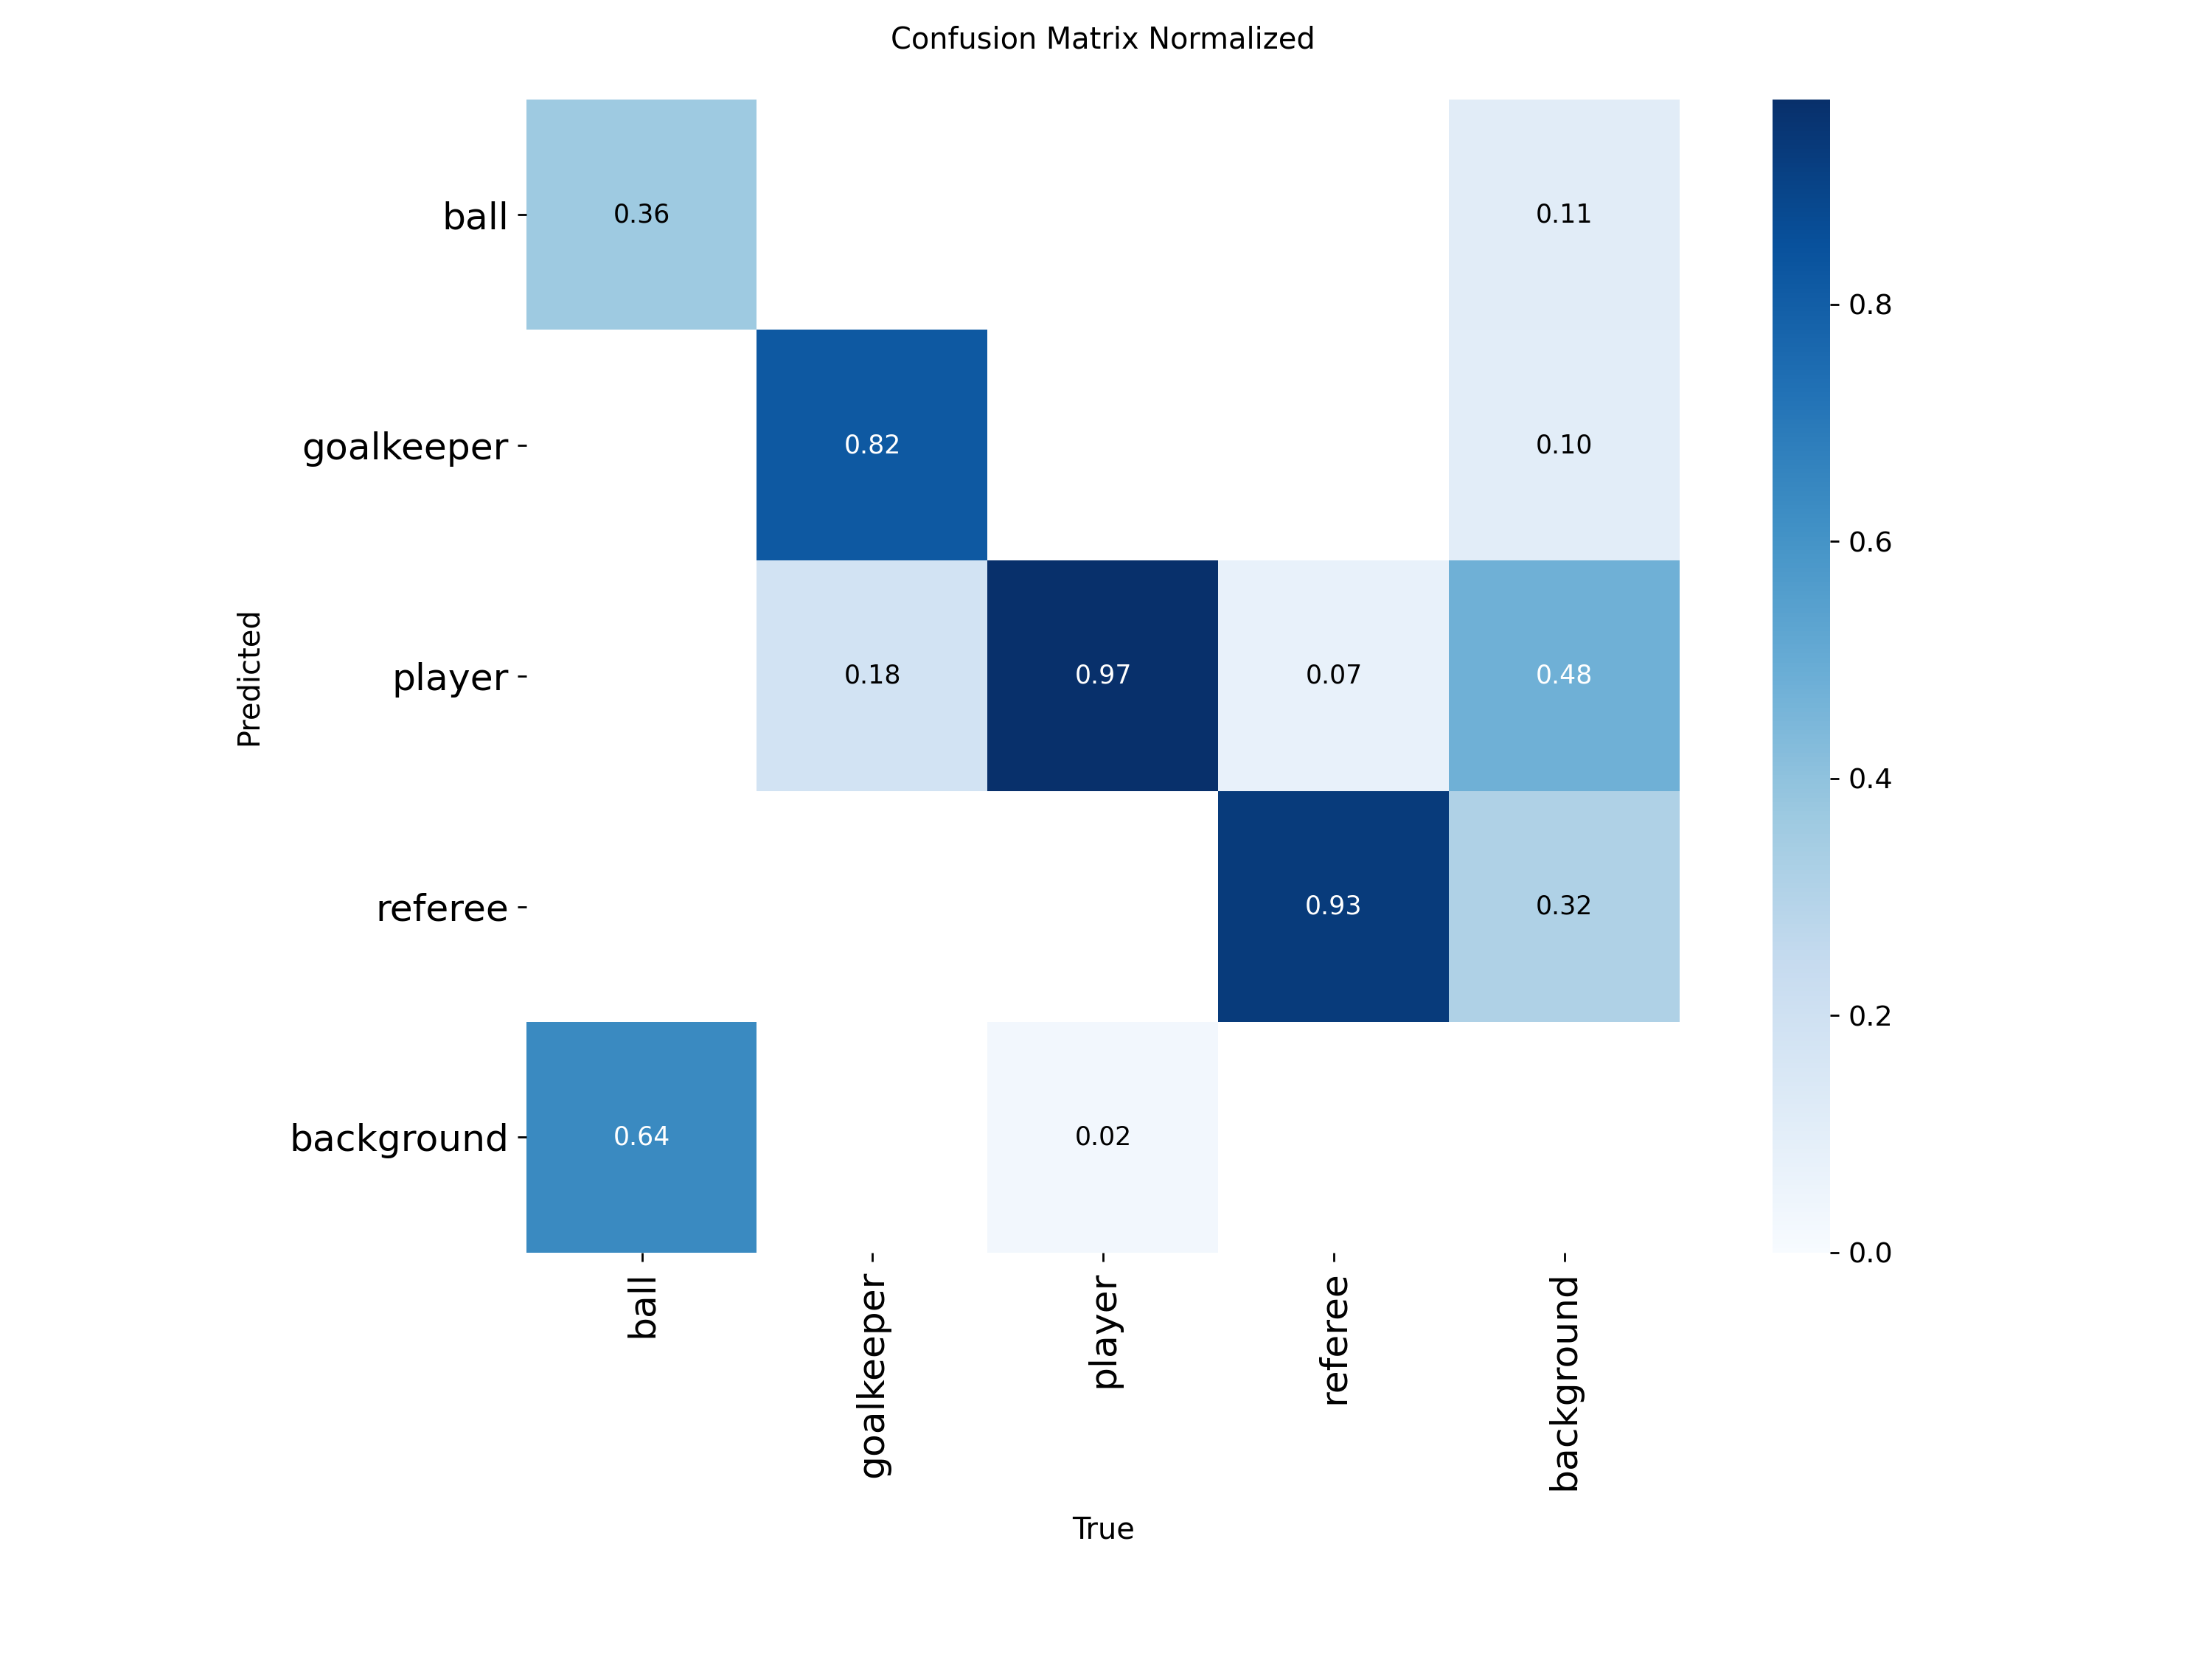 Confusion Matrix Normalized
ball
0.36
0.11
0.8
goalkeeper
0.82
0.10
0.6
Predicted
player
0.18
0.97
0.07
0.48
0.4
referee
0.93
0.32
0.2
background
0.64
0.02
0.0
ball
goalkeeper
player
referee
background
True